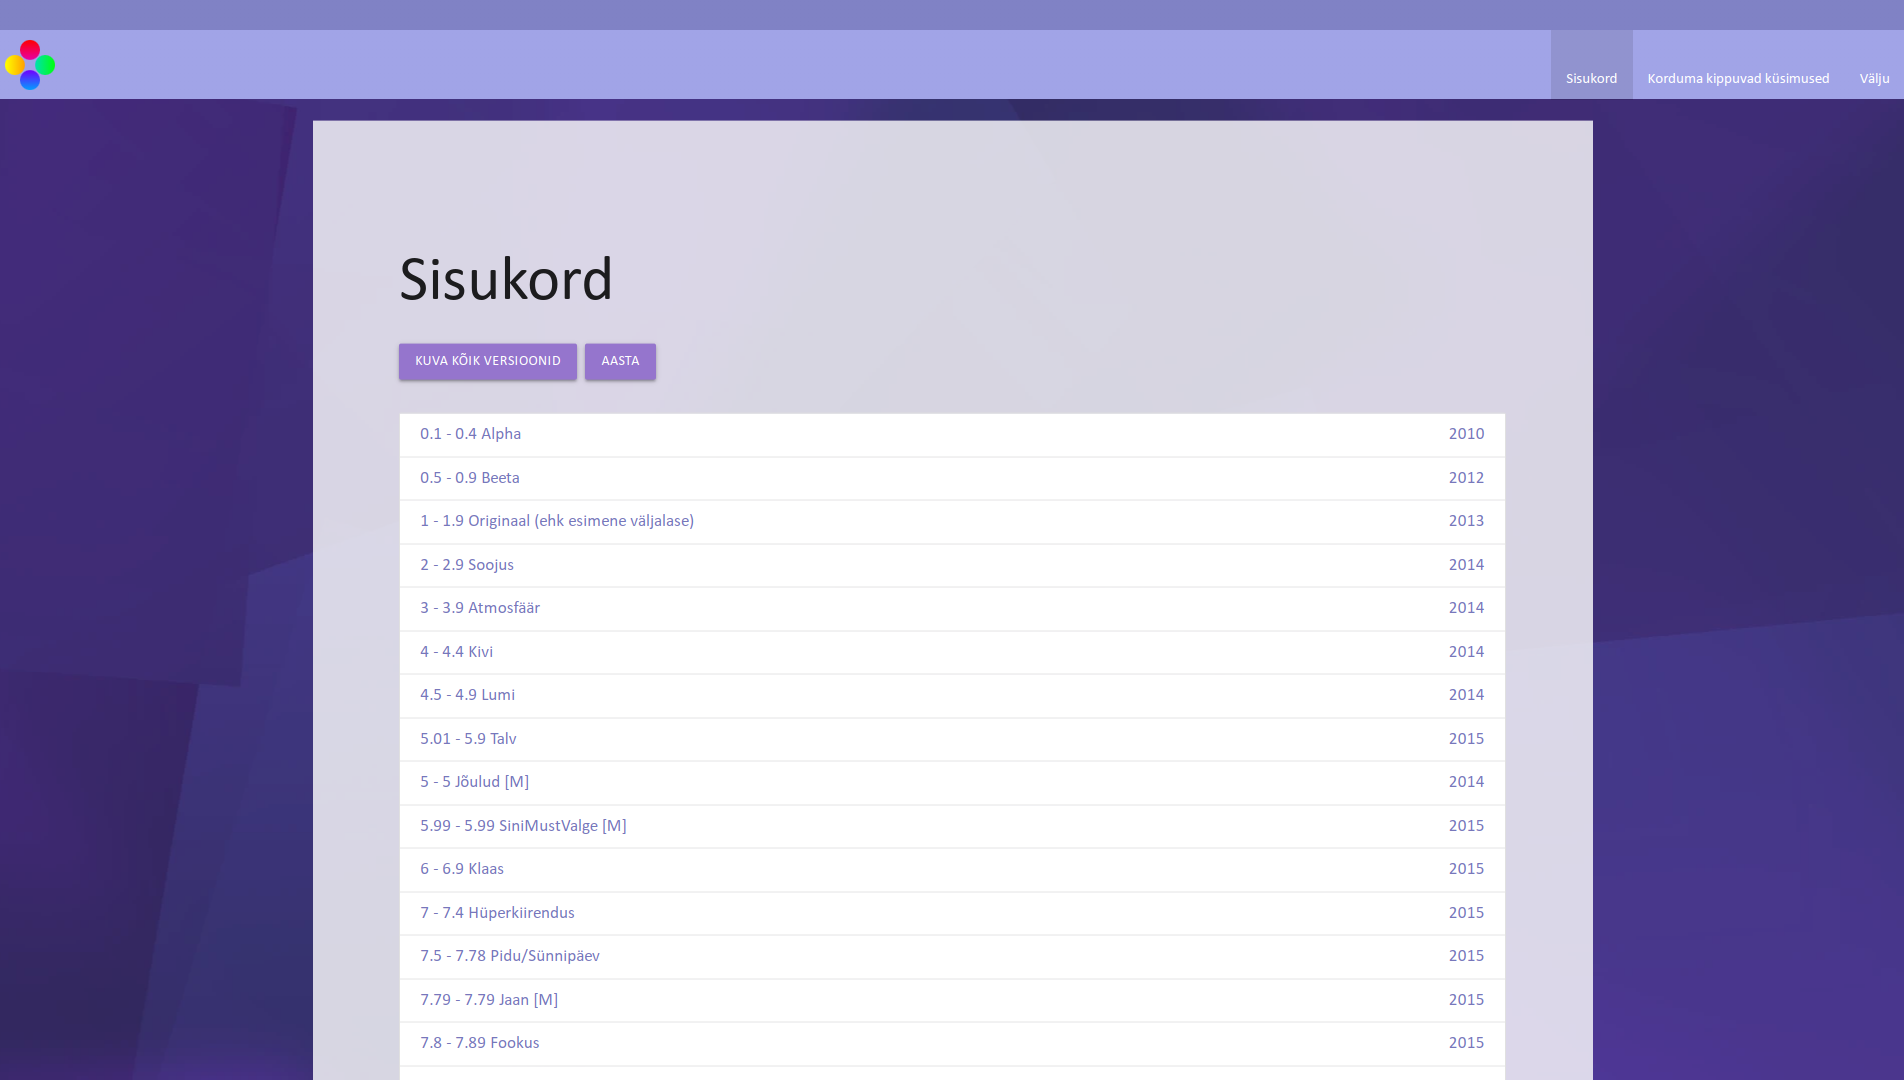 Sisukord Korduma kippuvad küsimused Välju
Sisukord
KUVA KÕIK VERSIOONID AASTA
0.1 - 0.4 Alpha 2010
0.5 - 0.9 Beeta 2012
1 - 1.9 Originaal (ehk esimene väljalase) 2013
2 - 2.9 Soojus 2014
3 - 3.9 Atmosfäär 2014
4 - 4.4 Kivi 2014
4.5 - 4.9 Lumi 2014
5.01 - 5.9 Talv 2015
5 - 5 Jõulud [M] 2014
5.99 - 5.99 SiniMustValge [M] 2015
6 - 6.9 Klaas 2015
7 - 7.4 Hüperkiirendus 2015
7.5 - 7.78 Pidu/Sünnipäev 2015
7.79 - 7.79 Jaan [M] 2015
7.8 - 7.89 Fookus 2015